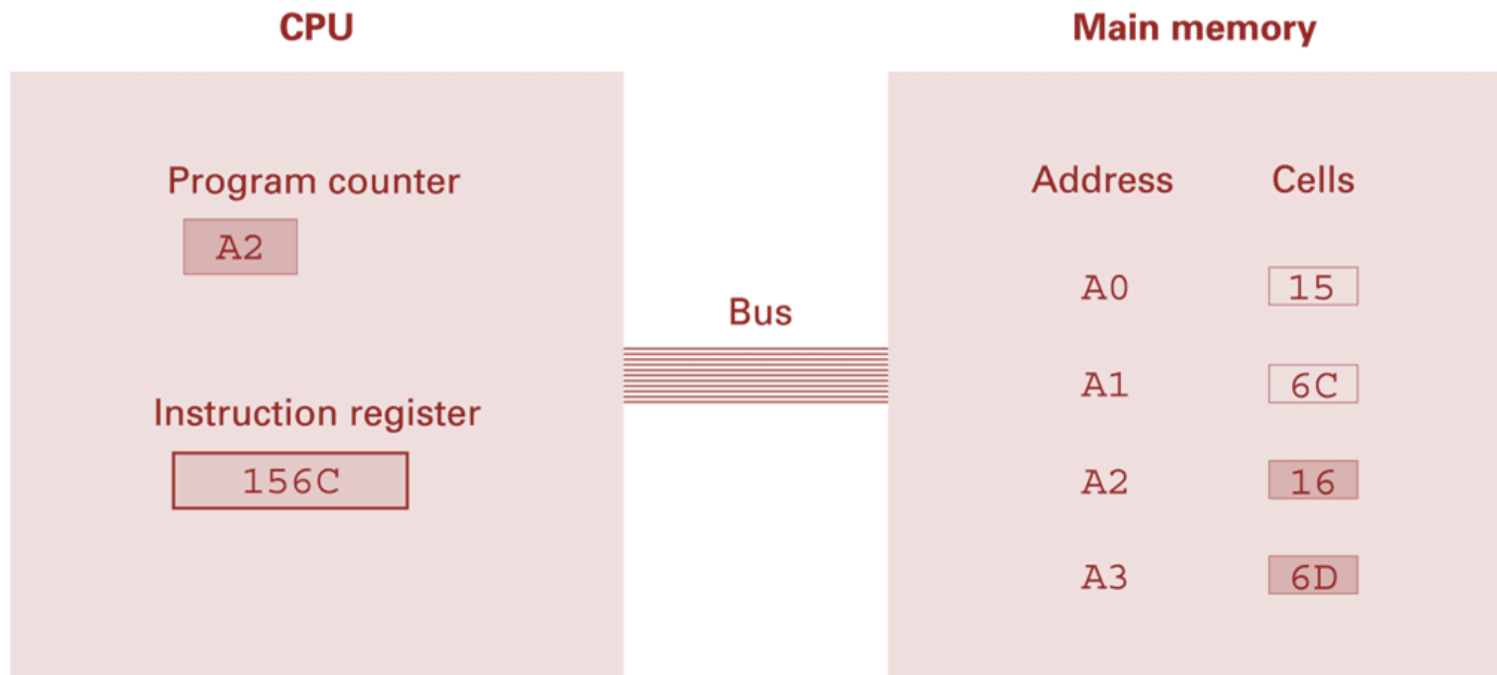 CPU
Main memory
Program counter
A2
Instruction register
156C
Bus
Address Cells
A0 15
A1 6C
A2 16
A3 6D